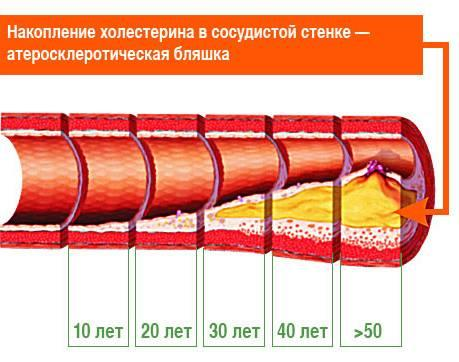 Накопление холестерина в сосудистой стенке —
атеросклеротическая бляшка
10 лет 20 лет 30 лет 40 лет >50